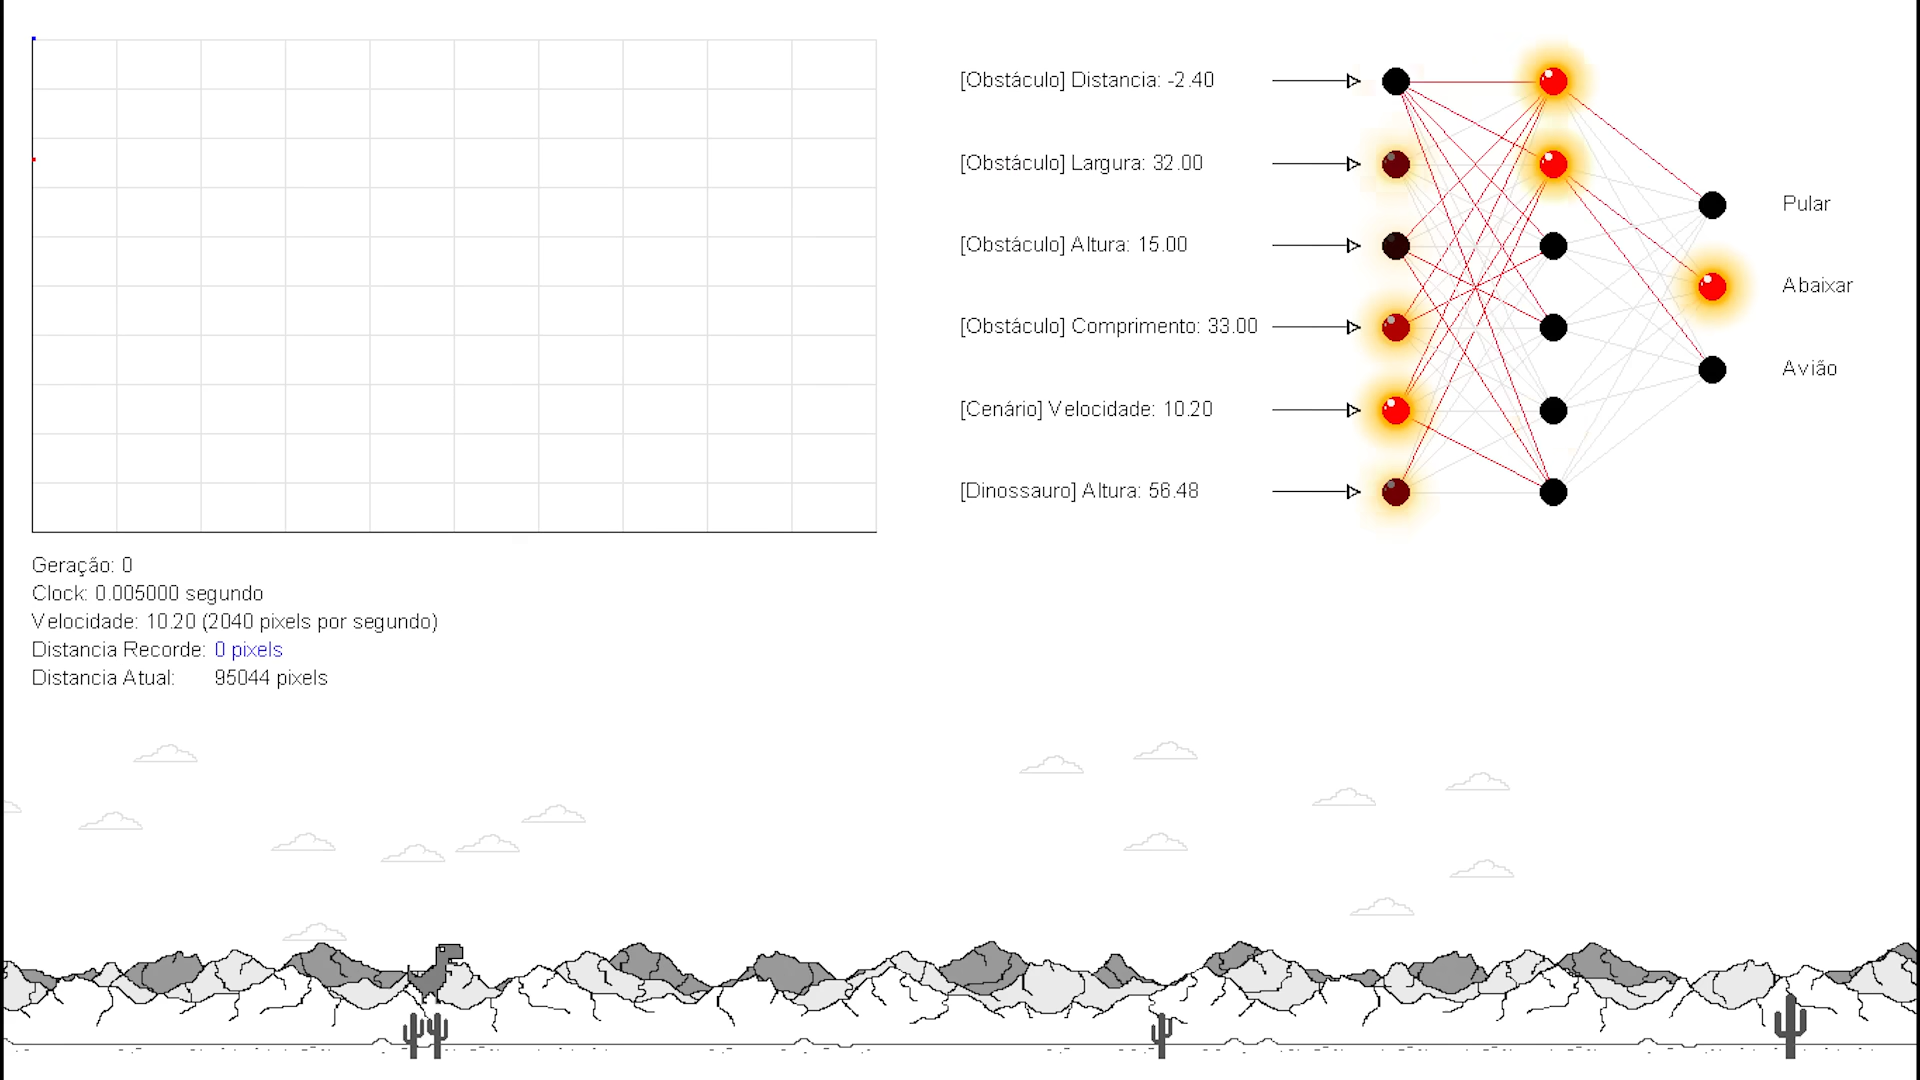 [Obstáculo] Distancia: -2.40
[Obstáculo] Largura: 32.00
[Obstáculo] Altura: 15.00
[Obstáculo] Comprimento: 33.00
[Cenário] Velocidade: 10.20
[Dinossauro] Altura: 56.48
Pular
Abaixar
Avião
Geração: 0
Clock: 0.005000 segundo
Velocidade: 10.20 (2040 pixels por segundo)
Distancia Recorde: 0 pixels
Distancia Atual: 95044 pixels